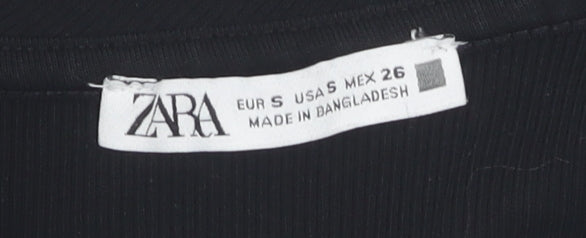 ZARA
EUR S USA S MEX 26
MADE IN BANGLADESH